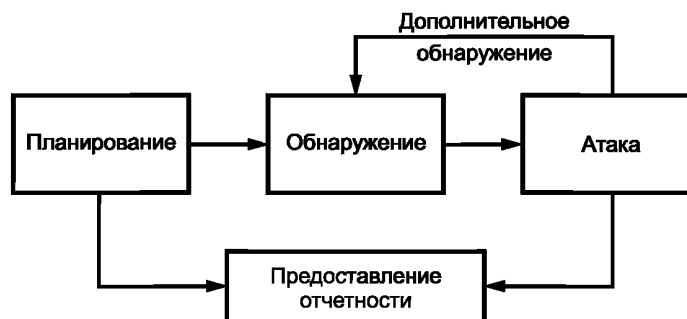 Дополнительное
обнаружение
Планирование
Обнаружение
Атака
Предоставление
отчетности